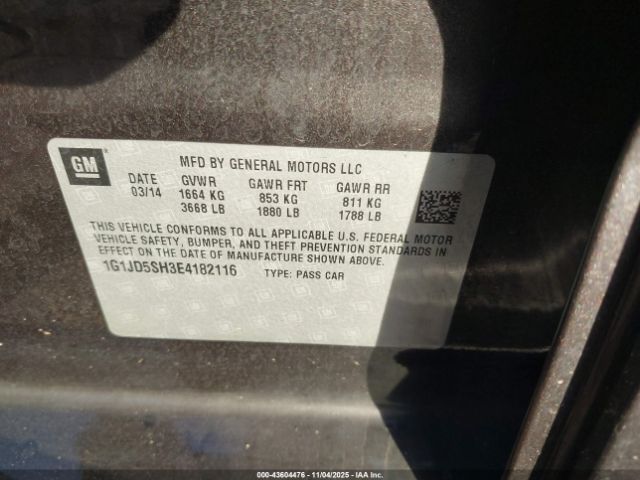 GM
MFD BY GENERAL MOTORS LLC
DATE GVWR GAWR FRT GAWR RR
03/14 1664 KG 853 KG 811 KG
3668 LB 1880 LB 1788 LB
THIS VEHICLE CONFORMS TO ALL APPLICABLE U.S. FEDERAL MOTOR
VEHICLE SAFETY, BUMPER, AND THEFT PREVENTION STANDARDS IN
EFFECT ON THE DATE OF MANUFACTURE SHOWN ABOVE.
1G1JD5SH3E4182116 TYPE: PASS CAR
000-43604476 - 11/04/2025 - IAA, Inc.